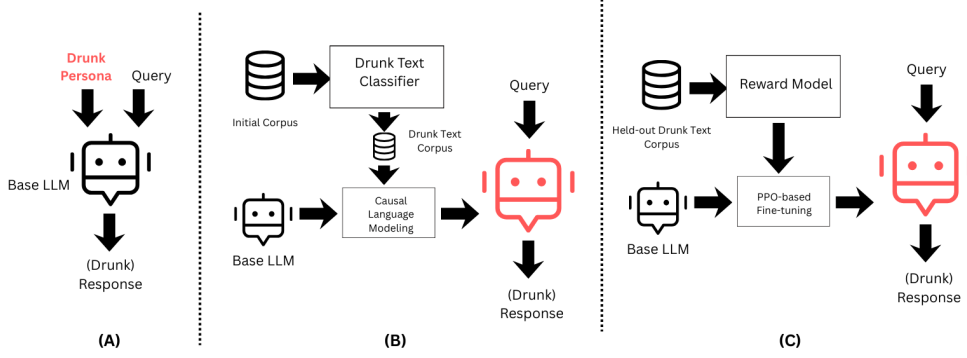 Drunk
Persona
Query
Base LLM
(Drunk)
Response
(A)
Drunk Text
Classifier
Initial Corpus
Drunk Text
Corpus
Query
Causal
Language
Modeling
Base LLM
(Drunk)
Response
(B)
Reward Model
Held-out Drunk Text
Corpus
Query
PPO-based
Fine-tuning
Base LLM
(Drunk)
Response
(C)